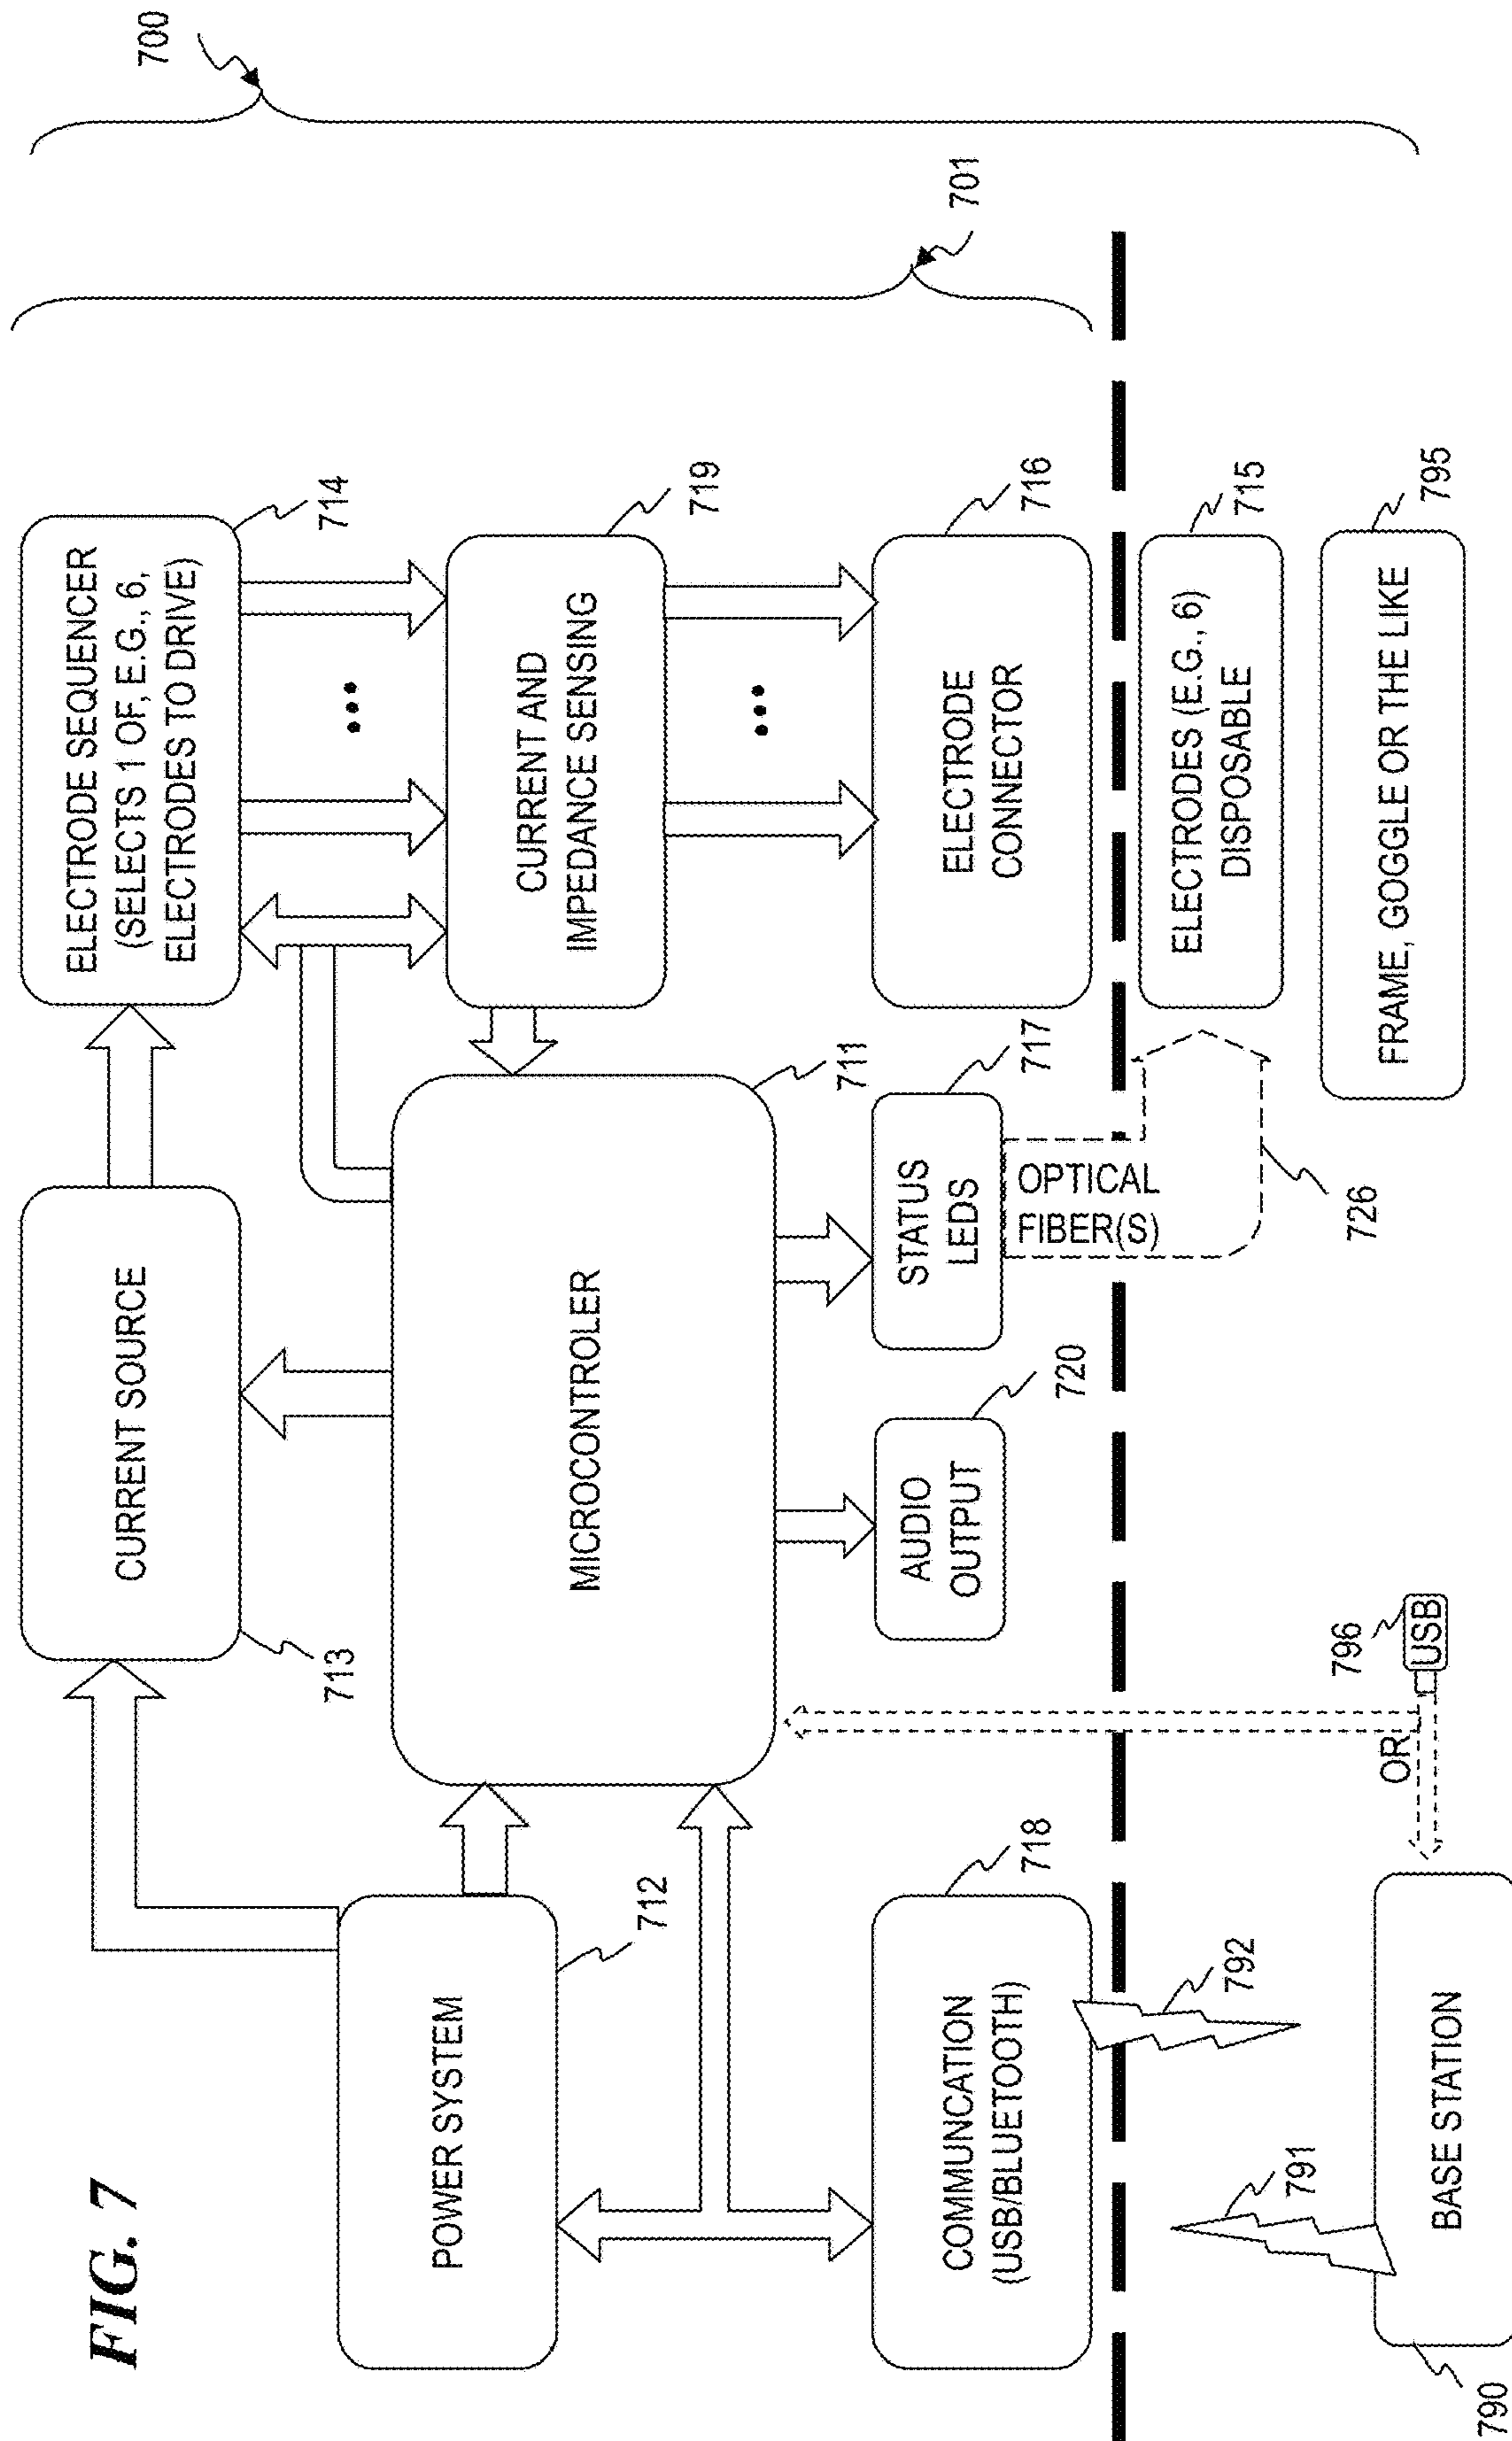 FIG. 7
700
701
CURRENT SOURCE
713
ELECTRODE SEQUENCER
(SELECTS 1 OF, E.G., 6,
ELECTRODES TO DRIVE)
714
POWER SYSTEM
712
MICROCONTROLER
711
CURRENT AND
IMPEDANCE SENSING
719
COMMUNCATION
(USB/BLUETOOTH)
718
AUDIO
OUTPUT
720
STATUS
LEDS
717
ELECTRODE
CONNECTOR
716
OPTICAL
FIBER(S)
726
ELECTRODES (E.G., 6)
DISPOSABLE
715
791
792
OR
796
USB
BASE STATION
790
FRAME, GOGGLE OR THE LIKE
795